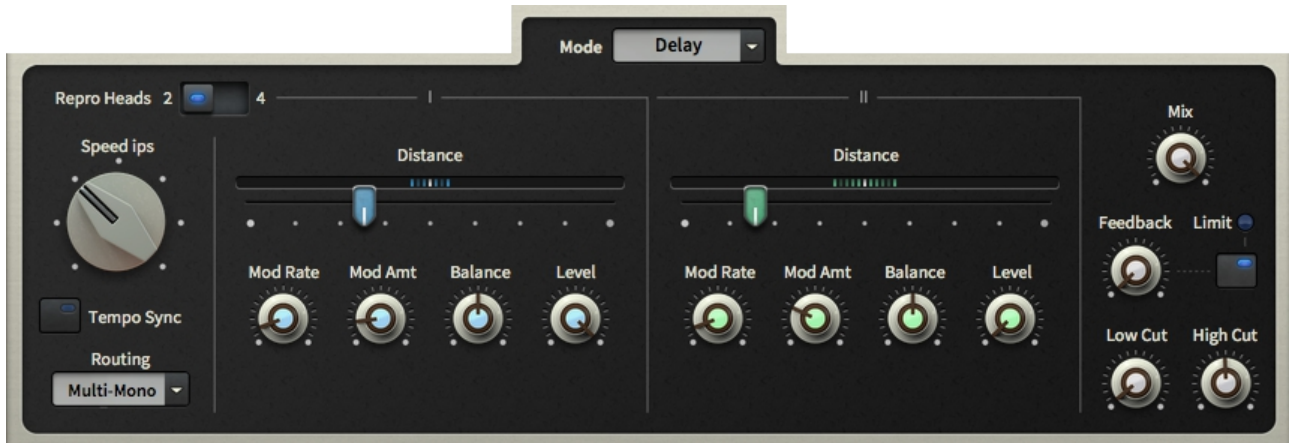 Mode Delay
Repro Heads 2 4 I II
Speed ips
Distance Distance
Mix
Feedback Limit
Mod Rate Mod Amt Balance Level Mod Rate Mod Amt Balance Level
Tempo Sync
Low Cut High Cut
Routing
Multi-Mono